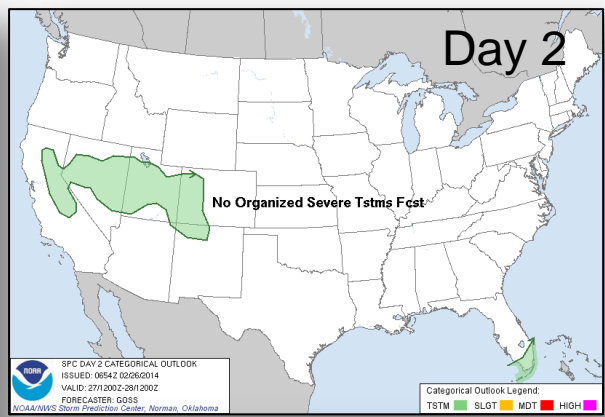 Day 2
No Organized Severe Tstms Fcst
NOAA
SPC DAY 2 CATEGORICAL OUTLOOK
ISSUED: 0654Z 02/26/2014
VALID: 27/1200Z-28/1200Z
FORECASTER: GOSS
NOAA/NWS Storm Prediction Center, Norman, Oklahoma
Categorical Outlook Legend:
TSTM SLGT MDT HIGH